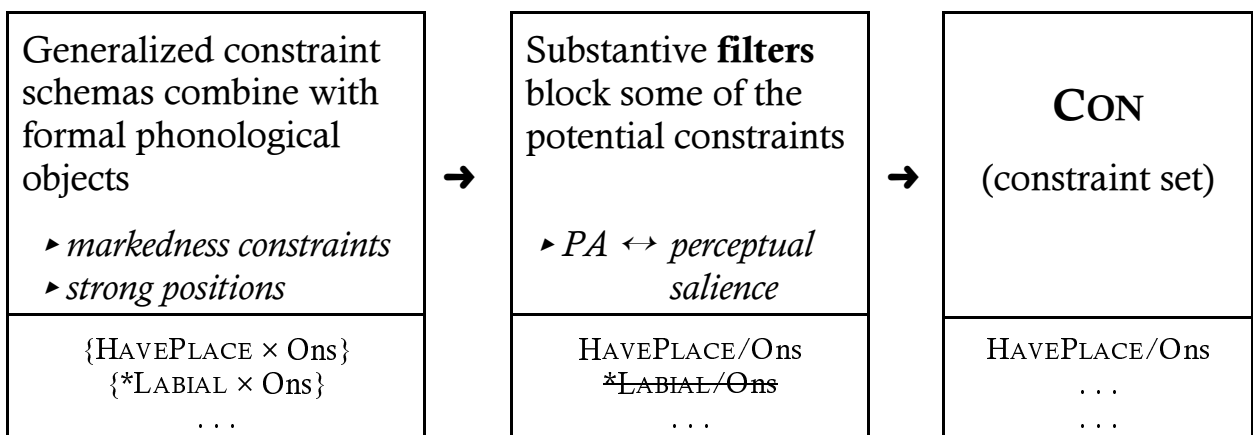 Generalized constraint
schemas combine with
formal phonological
objects
▸ markedness constraints
▸ strong positions
{HAVEPLACE × Ons}
{*LABIAL × Ons}
. . .
➜
Substantive filters
block some of the
potential constraints
▸ PA ↔ perceptual
salience
HAVEPLACE/Ons
*LABIAL/Ons
. . .
➜
CON
(constraint set)
HAVEPLACE/Ons
. . .
. . .